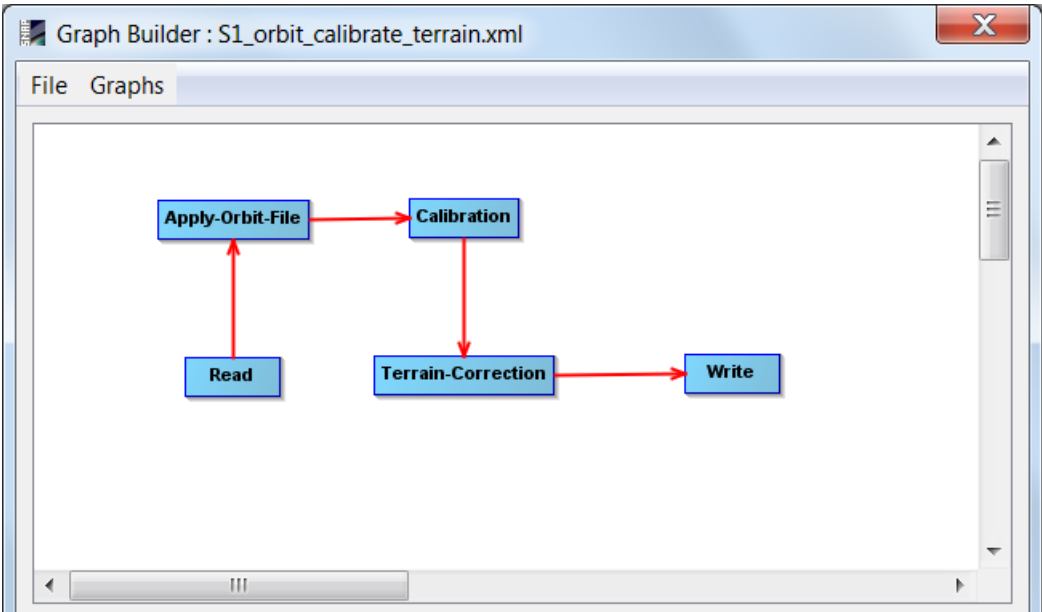 Graph Builder : S1_orbit_calibrate_terrain.xml
File Graphs
Apply-Orbit-File
Calibration
Read
Terrain-Correction
Write